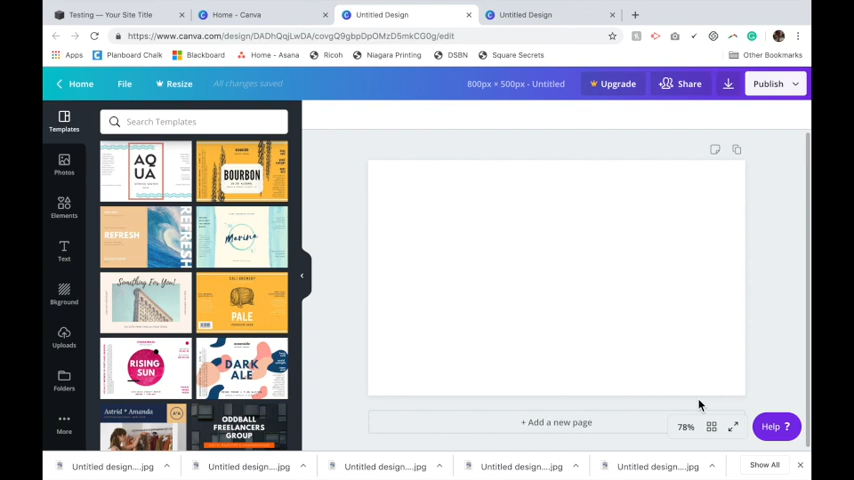 Testing — Your Site Title
Home - Canva
Untitled Design
Untitled Design
https://www.canva.com/design/DADhQqjLwDA/covgQ9gbpDpOMzD5mkCG0g/edit
Apps
Planboard Chalk
Blackboard
Home - Asana
Ricoh
Niagara Printing
DSBN
Square Secrets
Other Bookmarks
Home
File
Resize
All changes saved
800px × 500px - Untitled
Upgrade
Share
Publish
Templates
Photos
Elements
Text
Bkground
Uploads
Folders
More
Search Templates
AQ
UA
BOURBON
REFRESH
REFRESH
Marina
Something For You!
PALE
RISING
SUN
DARK
ALE
Astrid * Amanda
ODDBALL
FREELANCERS
GROUP
+ Add a new page
78%
Help ?
Untitled design....jpg
Untitled design....jpg
Untitled design....jpg
Untitled design....jpg
Untitled design....jpg
Show All